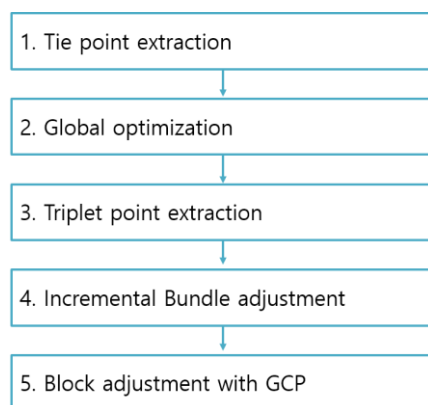 1. Tie point extraction
2. Global optimization
3. Triplet point extraction
4. Incremental Bundle adjustment
5. Block adjustment with GCP